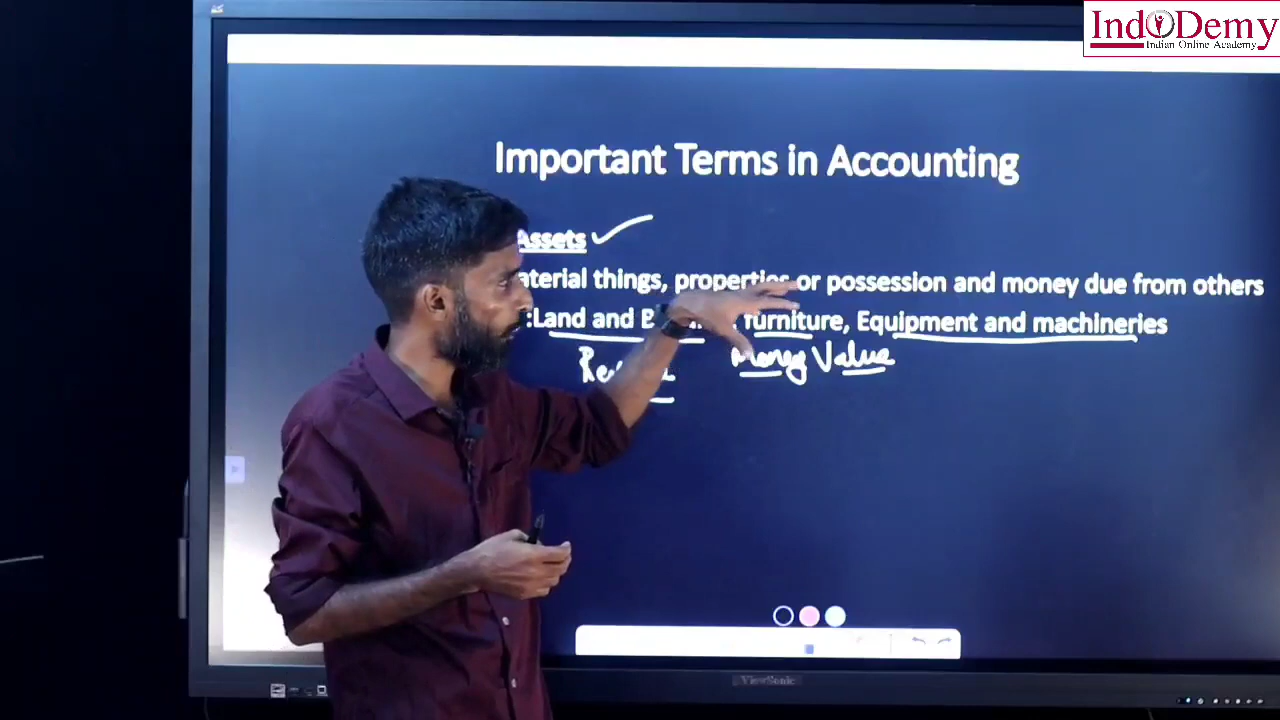 IndODemy
Indian Online Academy
Important Terms in Accounting
Assets
aterial things, properties or possession and money due from others
:Land and furniture, Equipment and machineries
Money Value
ViewSonic